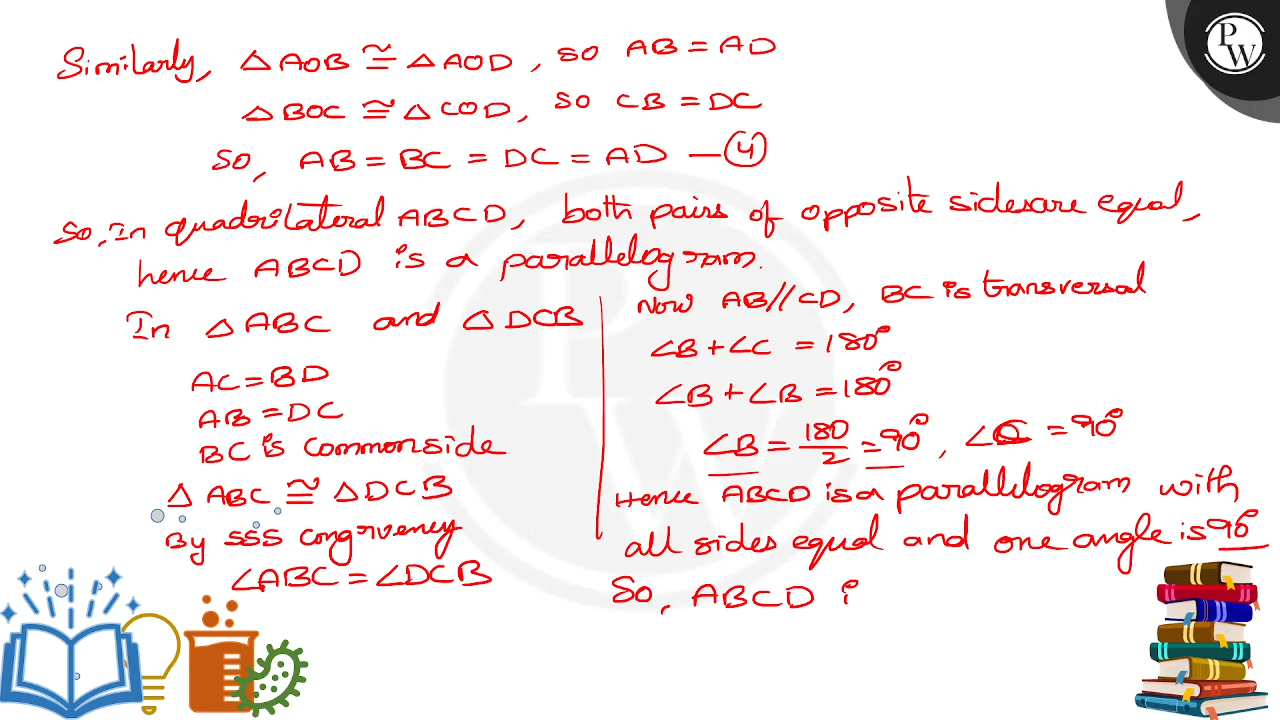 Similarly, △AOB ≅ △AOD, so AB = AD
△BOC ≅ △COD, so CB = DC
So, AB = BC = DC = AD — ④
So, In quadrilateral ABCD, both pairs of opposite sides are equal,
hence ABCD is a parallelogram.
In △ABC and △DCB
AC = BD
AB = DC
BC is common side
△ABC ≅ △DCB
By SSS congruency
∠ABC = ∠DCB
Now AB // CD, BC is transversal
∠B + ∠C = 180°
∠B + ∠B = 180°
∠B = 180/2 = 90°, ∠C = 90°
Hence ABCD is a parallelogram with
all sides equal and one angle is 90°
So, ABCD i
P
W